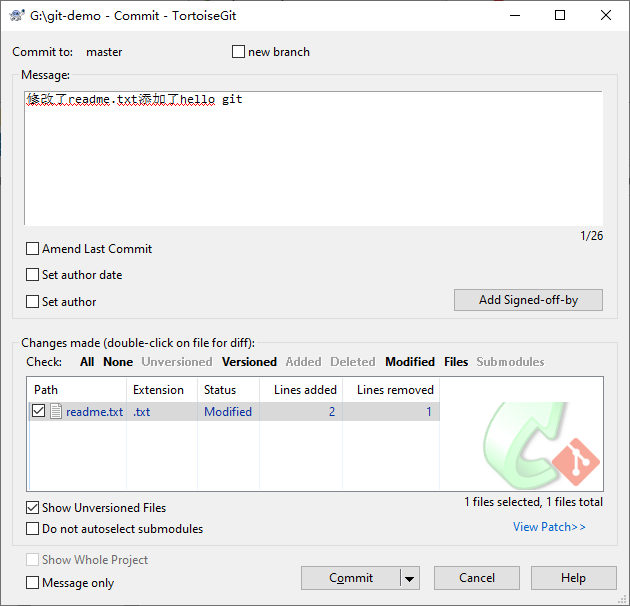 G:\git-demo - Commit - TortoiseGit
Commit to: master new branch
Message:
修改了readme.txt添加了hello git
1/26
Amend Last Commit
Set author date
Set author
Add Signed-off-by
Changes made (double-click on file for diff):
Check: All None Unversioned Versioned Added Deleted Modified Files Submodules
Path Extension Status Lines added Lines removed
readme.txt .txt Modified 2 1
1 files selected, 1 files total
Show Unversioned Files
Do not autoselect submodules
View Patch>>
Show Whole Project
Message only
Commit Cancel Help